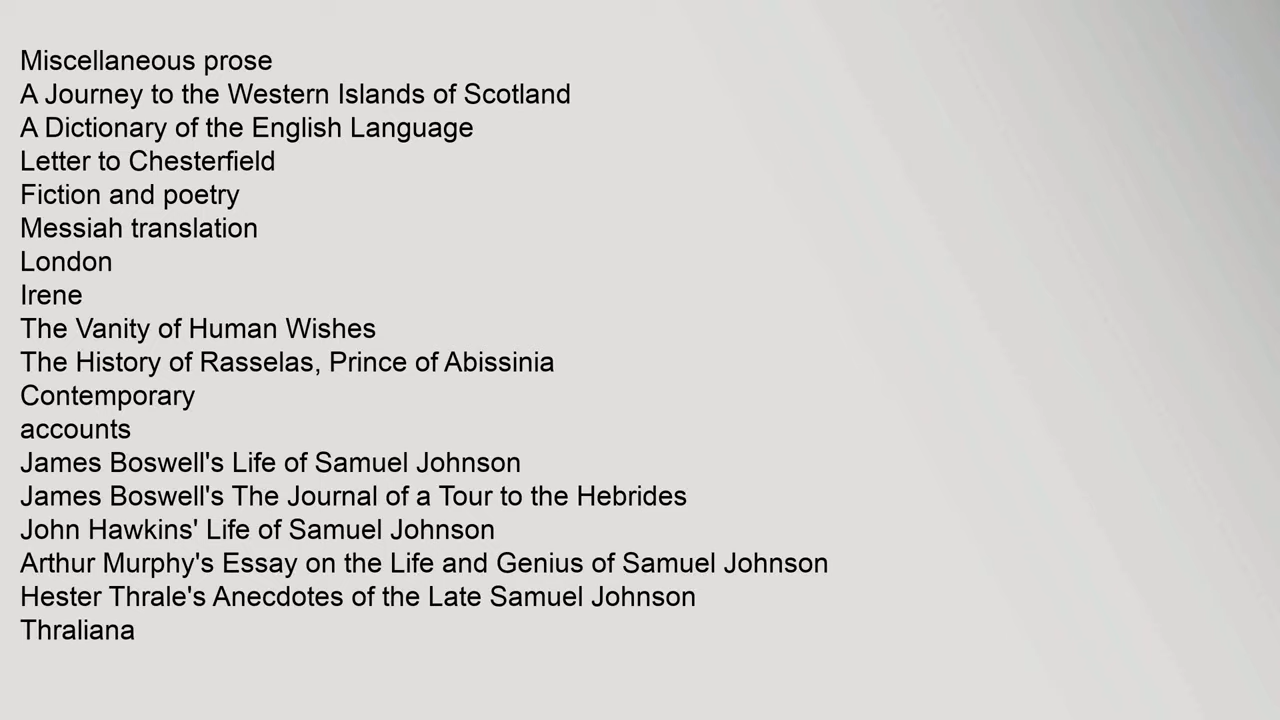 Miscellaneous prose
A Journey to the Western Islands of Scotland
A Dictionary of the English Language
Letter to Chesterfield
Fiction and poetry
Messiah translation
London
Irene
The Vanity of Human Wishes
The History of Rasselas, Prince of Abissinia
Contemporary
accounts
James Boswell's Life of Samuel Johnson
James Boswell's The Journal of a Tour to the Hebrides
John Hawkins' Life of Samuel Johnson
Arthur Murphy's Essay on the Life and Genius of Samuel Johnson
Hester Thrale's Anecdotes of the Late Samuel Johnson
Thraliana